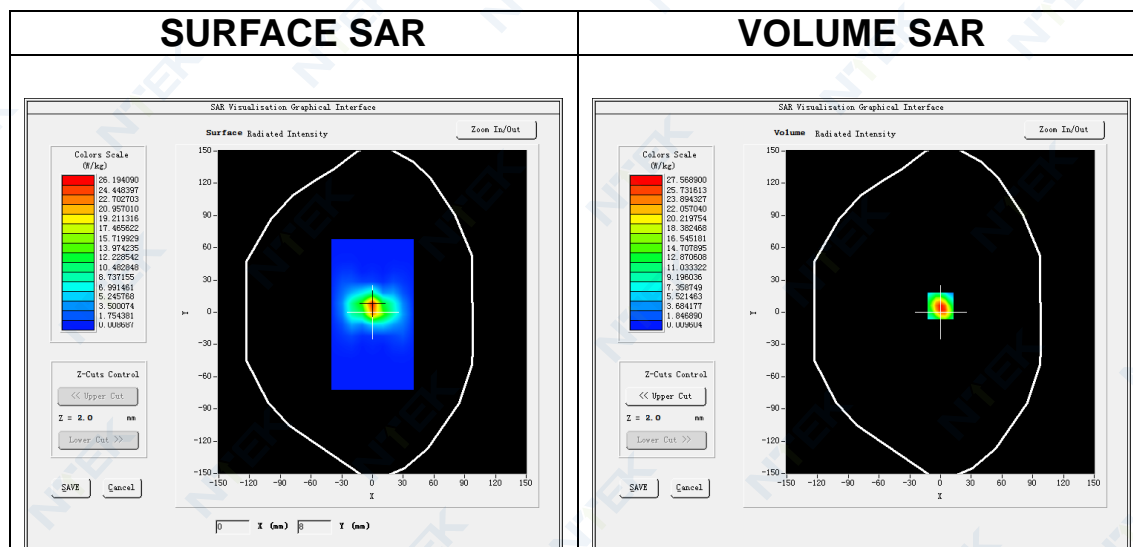 SURFACE SAR
VOLUME SAR
SAR Visualisation Graphical Interface
Surface Radiated Intensity
Zoom In/Out
Colors Scale
(W/kg)
26.194090
24.448397
22.702703
20.957010
19.211316
17.465622
15.719929
13.974235
12.228542
10.482848
8.737155
6.991461
5.245768
3.500074
1.754381
0.008687
150
120
90
60
30
0
-30
-60
-90
-120
-150
Y
-150 -120 -90 -60 -30 0 30 60 90 120 150
X
Z-Cuts Control
<< Upper Cut
Z = 2.0 mm
Lower Cut >>
SAVE Cancel
0 X (mm) 8 Y (mm)
SAR Visualisation Graphical Interface
Volume Radiated Intensity
Zoom In/Out
Colors Scale
(W/kg)
27.568900
25.731613
23.894327
22.057040
20.219754
18.382468
16.545181
14.707895
12.870608
11.033322
9.196036
7.358749
5.521463
3.684177
1.846890
0.009604
150
120
90
60
30
0
-30
-60
-90
-120
-150
Y
-150 -120 -90 -60 -30 0 30 60 90 120 150
X
Z-Cuts Control
<< Upper Cut
Z = 2.0 mm
Lower Cut >>
SAVE Cancel
NTEK